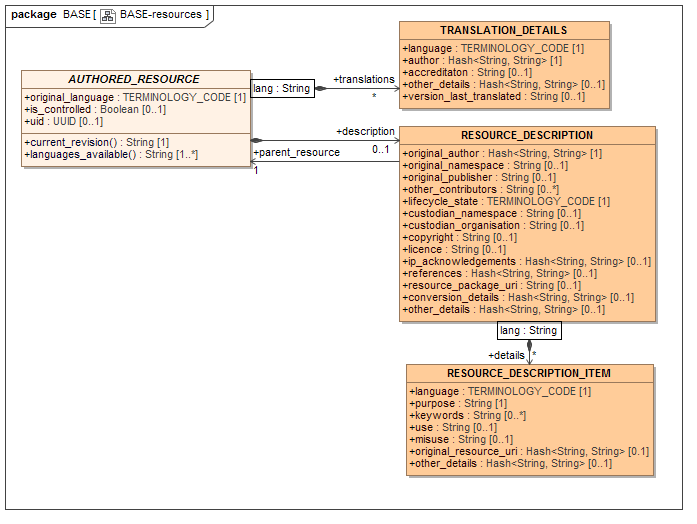 package BASE [ BASE-resources ]
TRANSLATION_DETAILS
+language : TERMINOLOGY_CODE [1]
+author : Hash<String, String> [1]
+accreditaton : String [0..1]
+other_details : Hash<String, String> [0..1]
+version_last_translated : String [0..1]
AUTHORED_RESOURCE
+original_language : TERMINOLOGY_CODE [1]
+is_controlled : Boolean [0..1]
+uid : UUID [0..1]
+current_revision() : String [1]
+languages_available() : String [1..*]
lang : String
+translations
*
+description
0..1
+parent_resource
1
RESOURCE_DESCRIPTION
+original_author : Hash<String, String> [1]
+original_namespace : String [0..1]
+original_publisher : String [0..1]
+other_contributors : String [0..*]
+lifecycle_state : TERMINOLOGY_CODE [1]
+custodian_namespace : String [0..1]
+custodian_organisation : String [0..1]
+copyright : String [0..1]
+licence : String [0..1]
+ip_acknowledgements : Hash<String, String> [0..1]
+references : Hash<String, String> [0..1]
+resource_package_uri : String [0..1]
+conversion_details : Hash<String, String> [0..1]
+other_details : Hash<String, String> [0..1]
lang : String
+details
*
RESOURCE_DESCRIPTION_ITEM
+language : TERMINOLOGY_CODE [1]
+purpose : String [1]
+keywords : String [0..*]
+use : String [0..1]
+misuse : String [0..1]
+original_resource_uri : Hash<String, String> [0.1]
+other_details : Hash<String, String> [0..1]